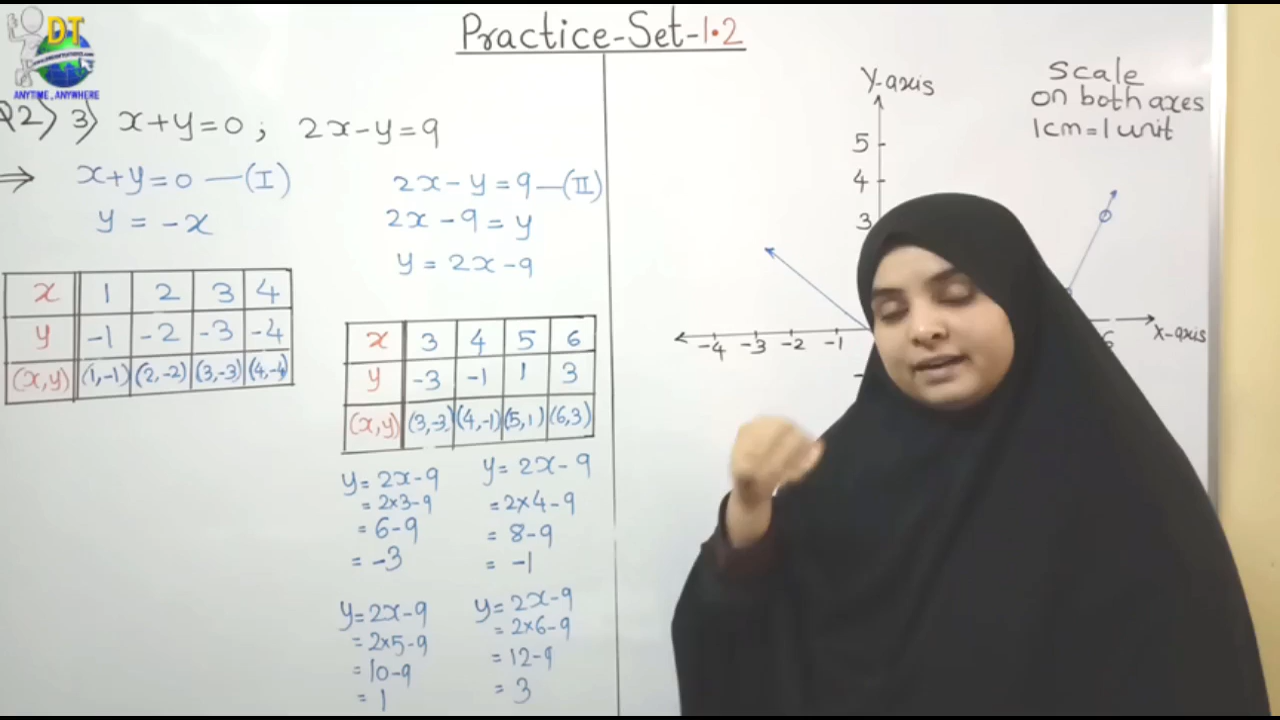 DT
ANYTIME, ANYWHERE
Practice-Set-1.2
Q2) 3) x+y=0 ; 2x-y=9
⇒ x+y=0 —(I)
y = -x
x 1 2 3 4
y -1 -2 -3 -4
(x,y) (1,-1) (2,-2) (3,-3) (4,-4)
2x-y=9 —(II)
2x-9=y
y=2x-9
x 3 4 5 6
y -3 -1 1 3
(x,y) (3,-3) (4,-1) (5,1) (6,3)
y=2x-9
=2×3-9
=6-9
=-3
y=2x-9
=2×4-9
=8-9
=-1
y=2x-9
=2×5-9
=10-9
=1
y=2x-9
=2×6-9
=12-9
=3
Y-axis
Scale
on both axes
1cm=1unit
5
4
3
-4 -3 -2 -1 6 X-axis